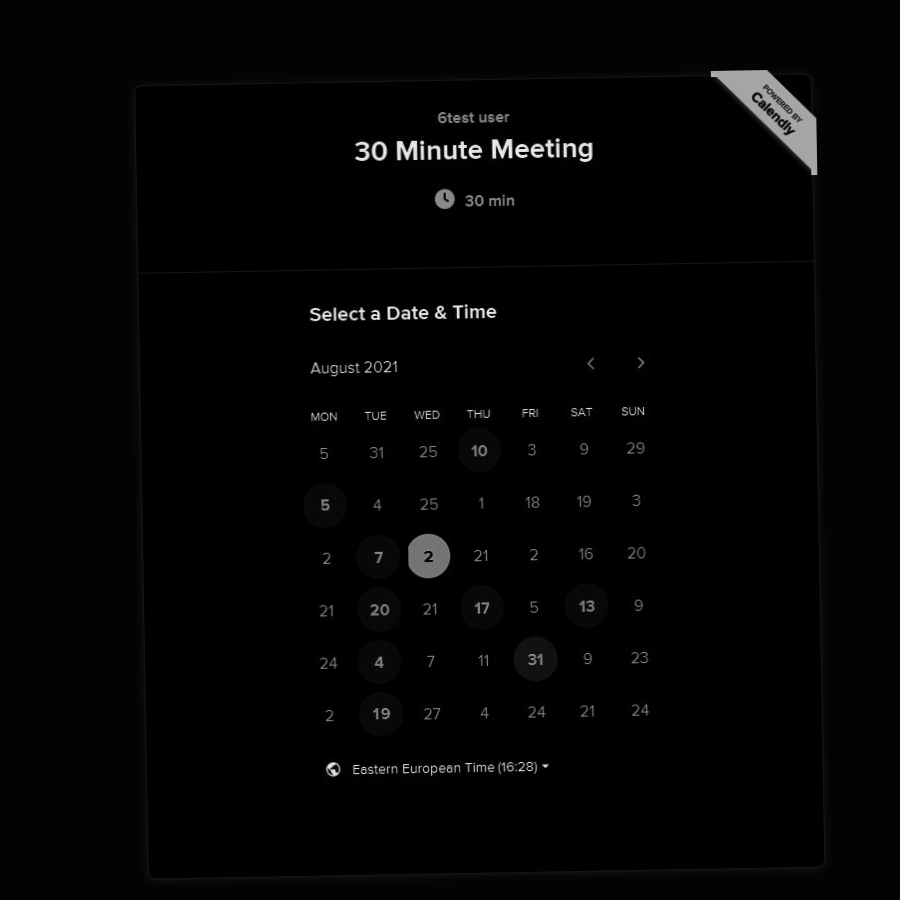 POWERED BY
Calendly
6test user
30 Minute Meeting
30 min
Select a Date & Time
August 2021
MON TUE WED THU FRI SAT SUN
5 31 25 10 3 9 29
5 4 25 1 18 19 3
2 7 2 21 2 16 20
21 20 21 17 5 13 9
24 4 7 11 31 9 23
2 19 27 4 24 21 24
Eastern European Time (16:28)